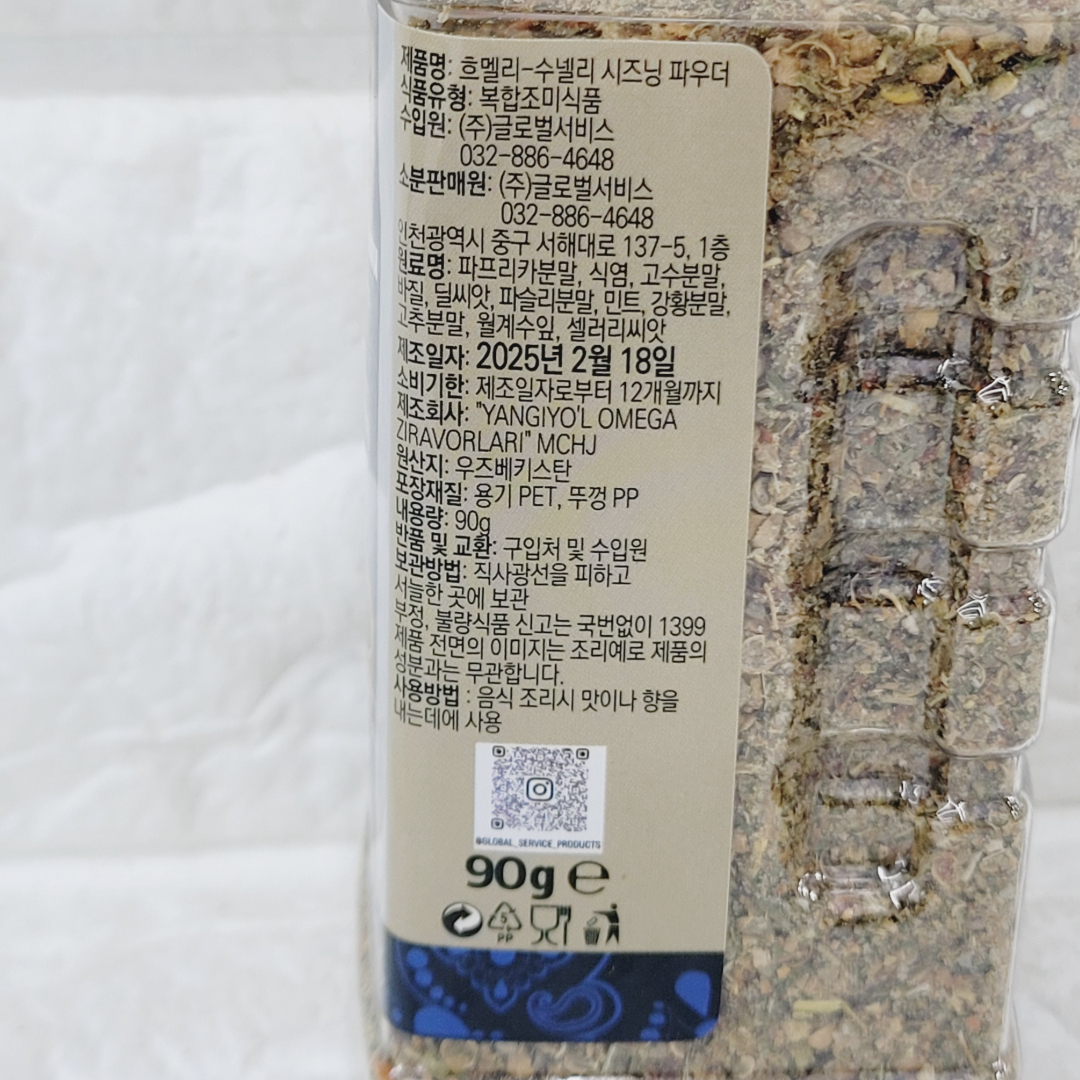 제품명: 흐멜리-수넬리 시즈닝 파우더
식품유형: 복합조미식품
수입원: (주)글로벌서비스
032-886-4648
소분판매원: (주)글로벌서비스
032-886-4648
인천광역시 중구 서해대로 137-5, 1층
원료명: 파프리카분말, 식염, 고수분말,
바질, 딜씨앗, 파슬리분말, 민트, 강황분말,
고추분말, 월계수잎, 셀러리씨앗
제조일자: 2025년 2월 18일
소비기한: 제조일자로부터 12개월까지
제조회사: "YANGIYO'L OMEGA
ZIRAVORLARI" MCHJ
원산지: 우즈베키스탄
포장재질: 용기 PET, 뚜껑 PP
내용량: 90g
반품 및 교환: 구입처 및 수입원
보관방법: 직사광선을 피하고
서늘한 곳에 보관
부정, 불량식품 신고는 국번없이 1399
제품 전면의 이미지는 조리예로 제품의
성분과는 무관합니다.
사용방법 : 음식 조리시 맛이나 향을
내는데에 사용
@GLOBAL_SERVICE_PRODUCTS
90g e
5
PP